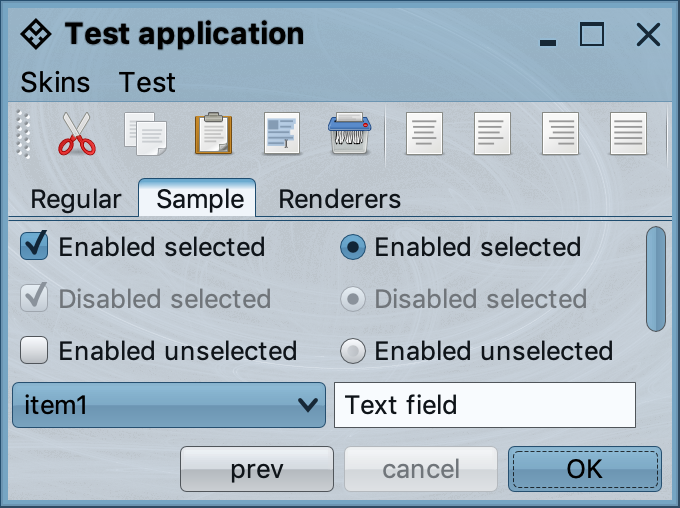 Test application
Skins Test
Regular Sample Renderers
Enabled selected Enabled selected
Disabled selected Disabled selected
Enabled unselected Enabled unselected
item1 Text field
prev cancel OK